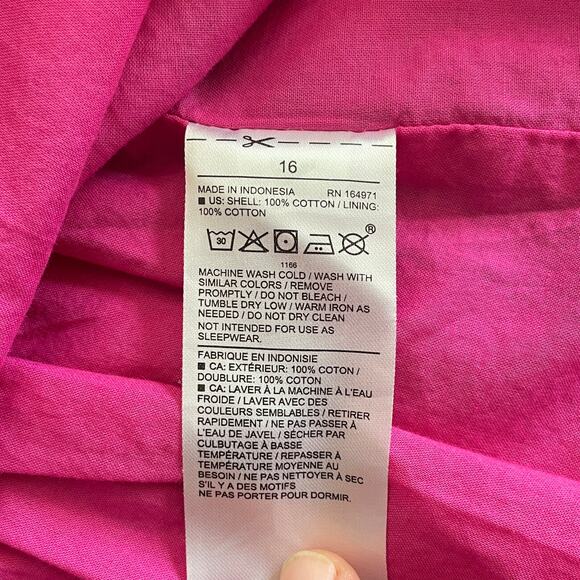 16
MADE IN INDONESIA RN 164971
■ US: SHELL: 100% COTTON / LINING:
100% COTTON
30 ®
1166
MACHINE WASH COLD / WASH WITH
SIMILAR COLORS / REMOVE
PROMPTLY / DO NOT BLEACH /
TUMBLE DRY LOW / WARM IRON AS
NEEDED / DO NOT DRY CLEAN
NOT INTENDED FOR USE AS
SLEEPWEAR.
FABRIQUE EN INDONISIE
■ CA: EXTÉRIEUR: 100% COTON /
DOUBLURE: 100% COTON
■ CA: LAVER À LA MACHINE À L'EAU
FROIDE / LAVER AVEC DES
COULEURS SEMBLABLES / RETIRER
RAPIDEMENT / NE PAS PASSER À
L'EAU DE JAVEL / SÉCHER PAR
CULBUTAGE À BASSE
TEMPÉRATURE / REPASSER À
TEMPÉRATURE MOYENNE AU
BESOIN / NE PAS NETTOYER À SEC
S'IL Y A DES MOTIFS
NE PAS PORTER POUR DORMIR.